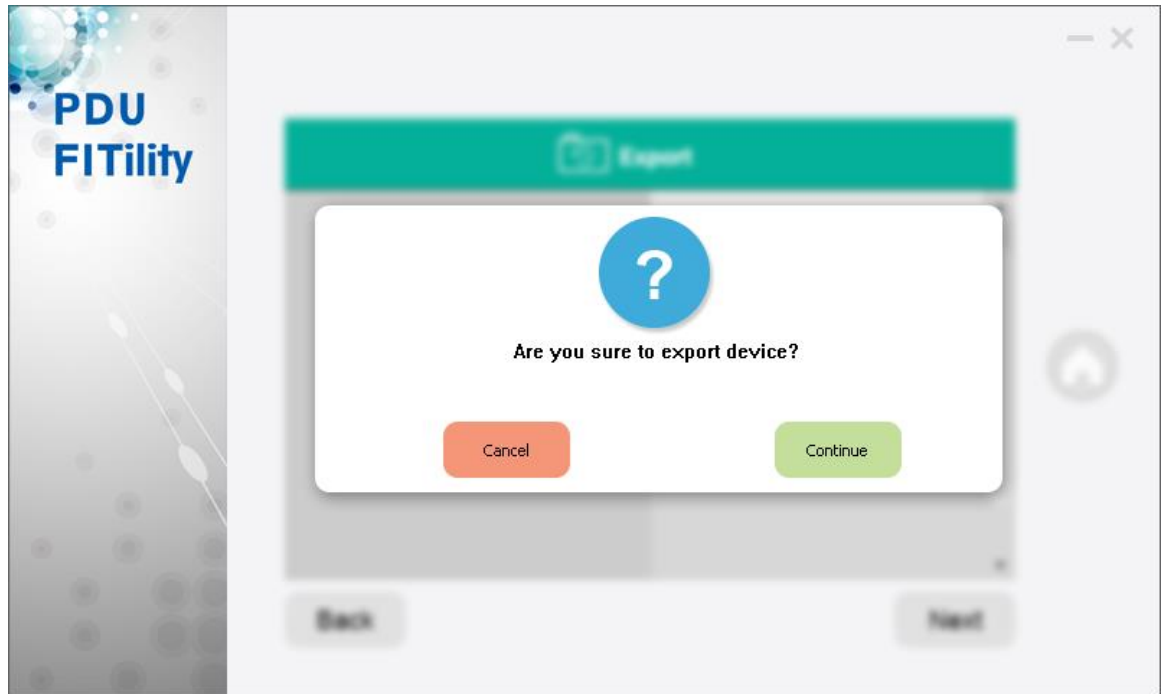 PDU
FITility
Export
Are you sure to export device?
Cancel
Continue
Back
Next